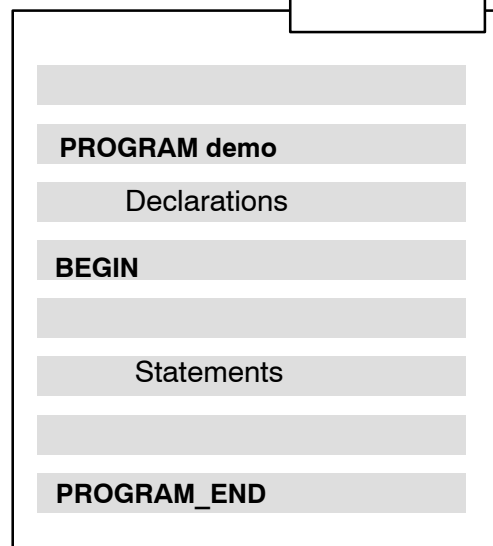 PROGRAM demo
Declarations
BEGIN
Statements
PROGRAM_END